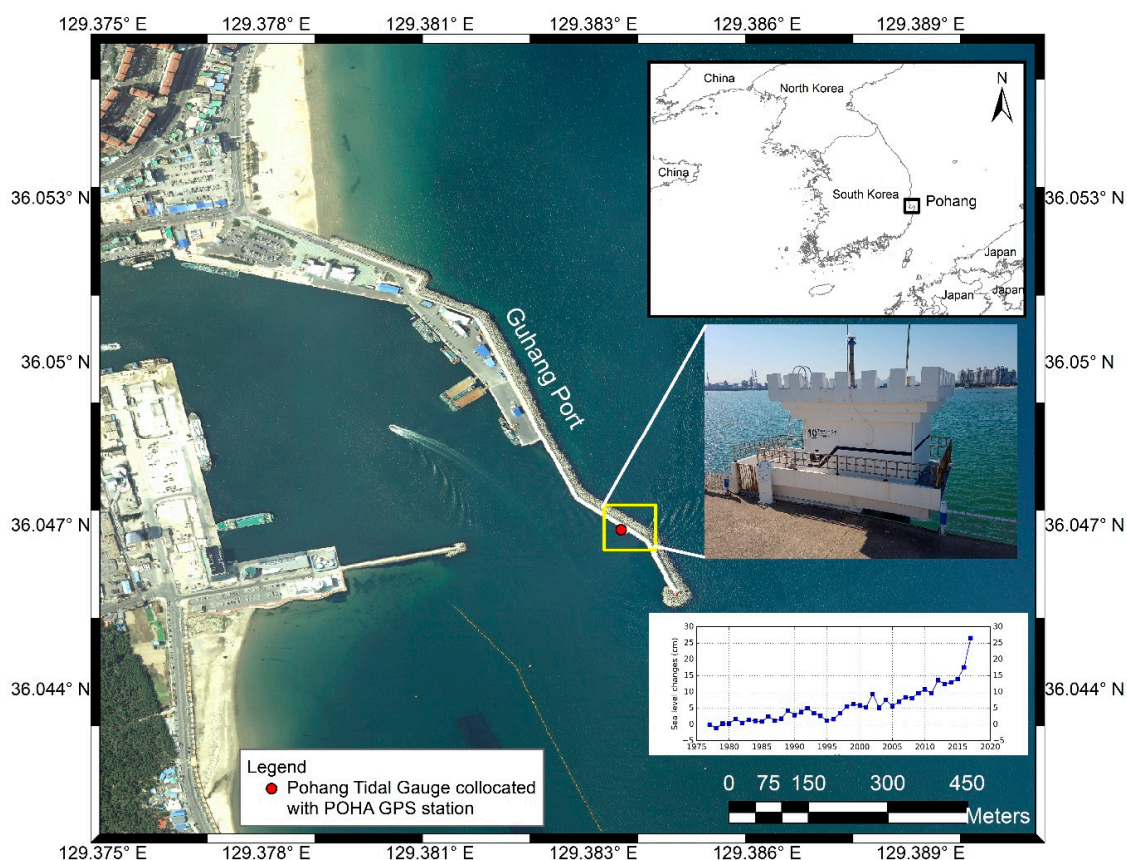 129.375° E 129.378° E 129.381° E 129.383° E 129.386° E 129.389° E
China
North Korea
N
China
South Korea
Pohang
Japan
Japan
Japan
36.053° N 36.053° N
Guhang Port
36.05° N 36.05° N
36.047° N 36.047° N
36.044° N 36.044° N
Sea level changes (cm)
30 30
25 25
20 20
15 15
10 10
5 5
0 0
−5 −5
1975 1980 1985 1990 1995 2000 2005 2010 2015 2020
Legend
Pohang Tidal Gauge collocated
with POHA GPS station
0 75 150 300 450
Meters
129.375° E 129.378° E 129.381° E 129.383° E 129.386° E 129.389° E